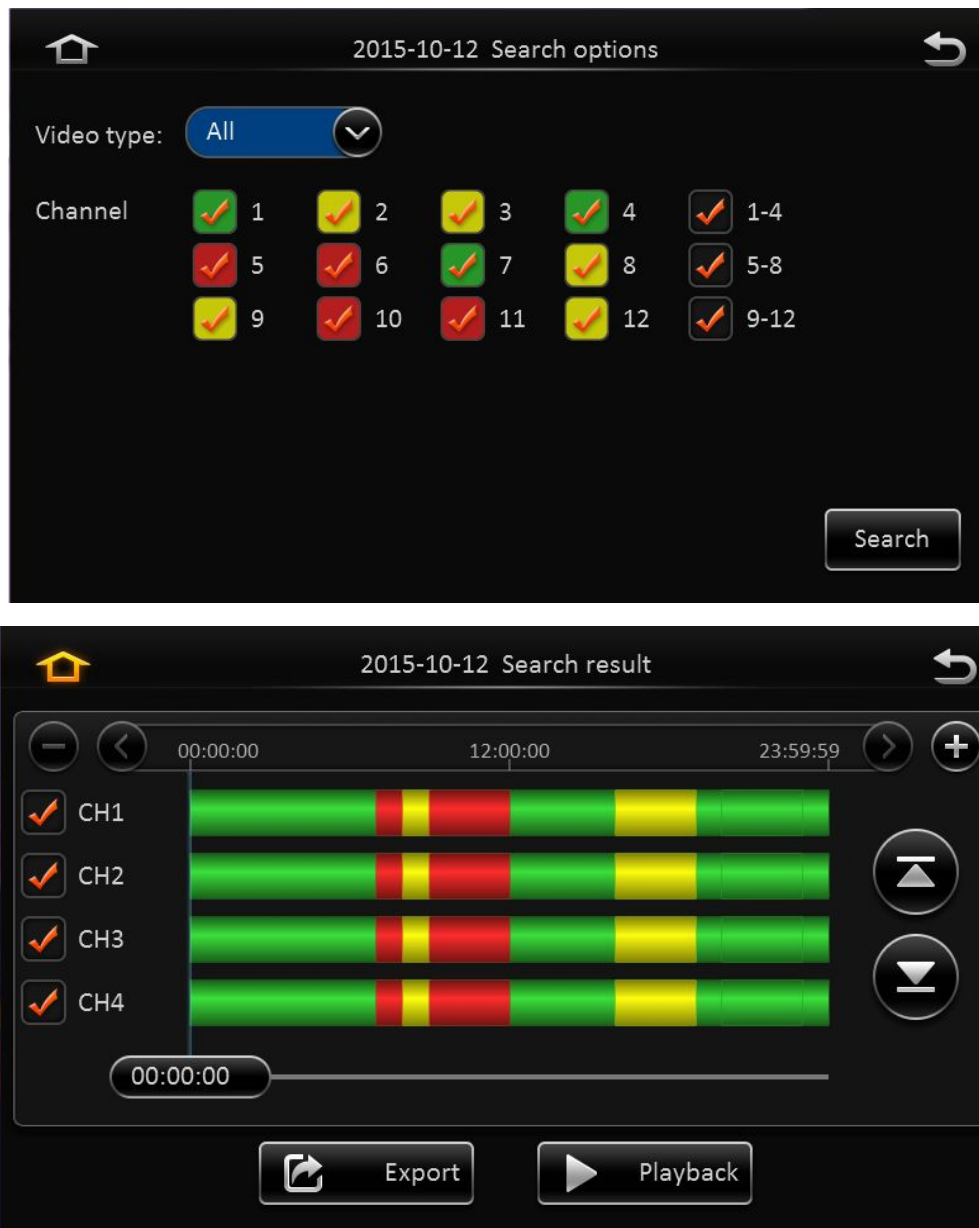 2015-10-12 Search options
Video type: All
Channel 1 2 3 4 1-4
5 6 7 8 5-8
9 10 11 12 9-12
Search
2015-10-12 Search result
00:00:00 12:00:00 23:59:59
CH1
CH2
CH3
CH4
00:00:00
Export Playback